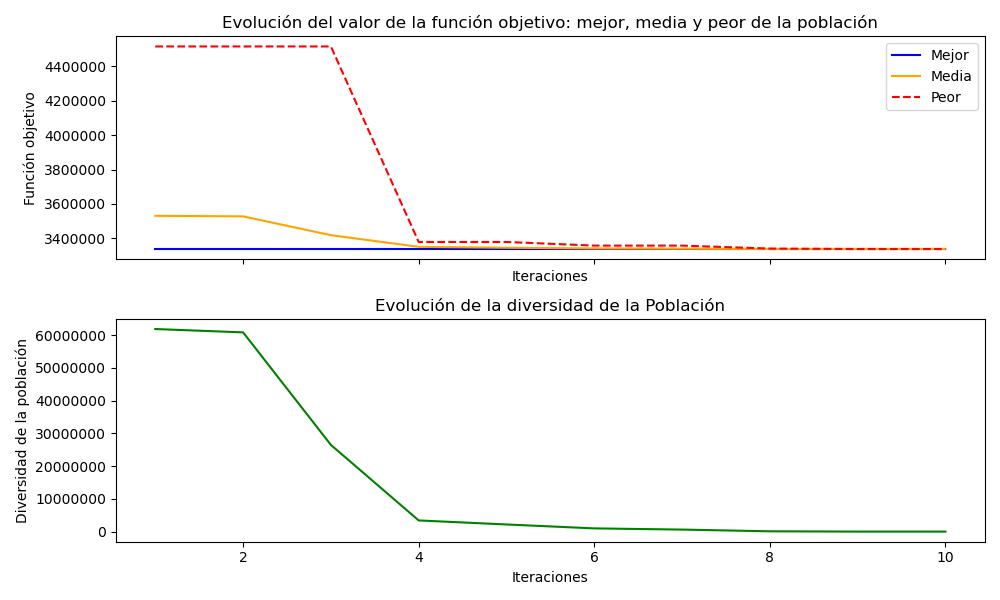 Evolución del valor de la función objetivo: mejor, media y peor de la población
Función objetivo
4400000
4200000
4000000
3800000
3600000
3400000
Mejor
Media
Peor
Iteraciones
Evolución de la diversidad de la Población
Diversidad de la población
60000000
50000000
40000000
30000000
20000000
10000000
0
2 4 6 8 10
Iteraciones